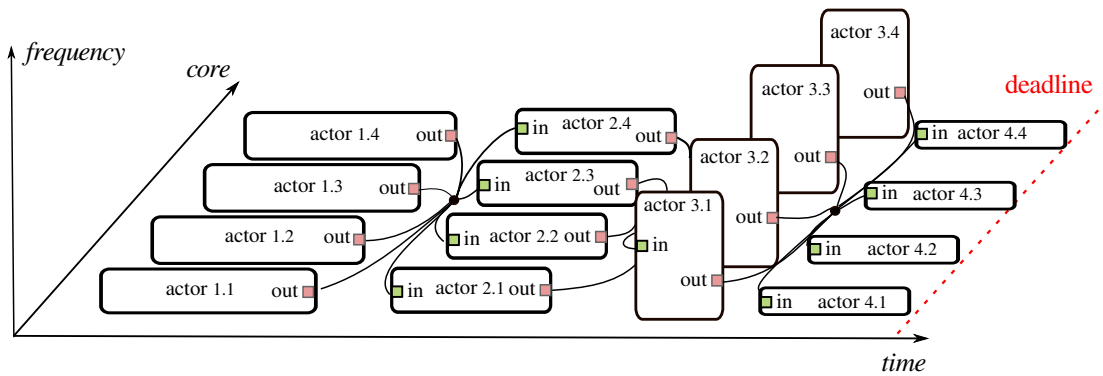 frequency
core
deadline
time
actor 1.4 out
actor 1.3 out
actor 1.2 out
actor 1.1 out
in actor 2.4 out
in actor 2.3 out
in actor 2.2 out
in actor 2.1 out
actor 3.4
out
actor 3.3
out
actor 3.2
out
actor 3.1
in
out
in actor 4.4
in actor 4.3
in actor 4.2
in actor 4.1